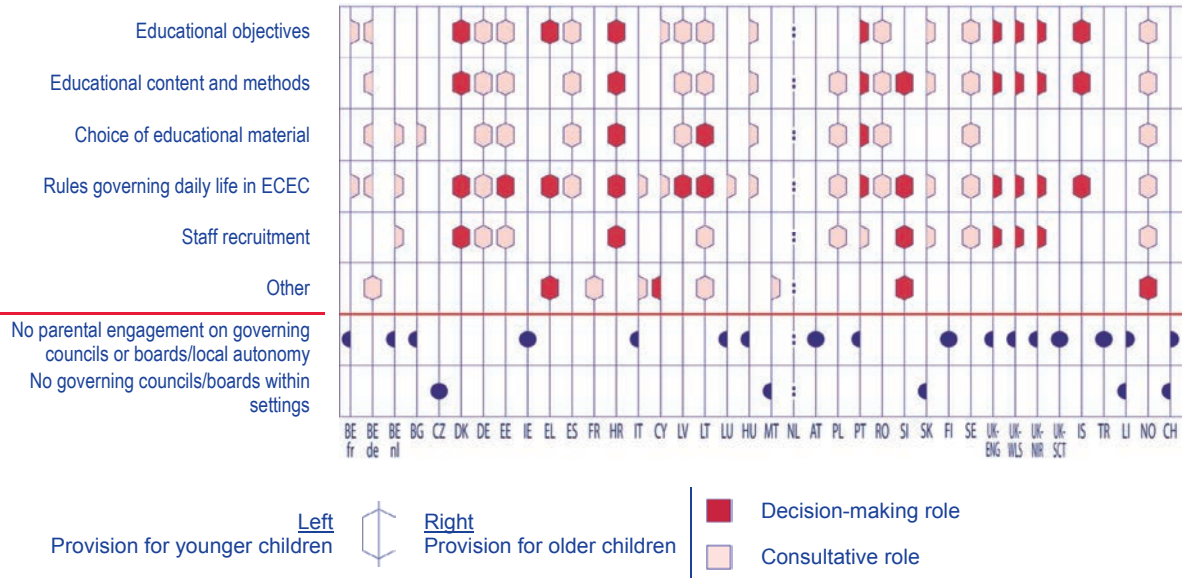 Educational objectives
Educational content and methods
Choice of educational material
Rules governing daily life in ECEC
Staff recruitment
Other
No parental engagement on governing
councils or boards/local autonomy
No governing councils/boards within
settings
BE fr BE de BE nl BG CZ DK DE EE IE EL ES FR HR IT CY LV LT LU HU MT NL AT PL PT RO SI SK FI SE UK-ENG UK-WLS UK-NIR UK-SCT IS TR LI NO CH
Left
Provision for younger children
Right
Provision for older children
Decision-making role
Consultative role